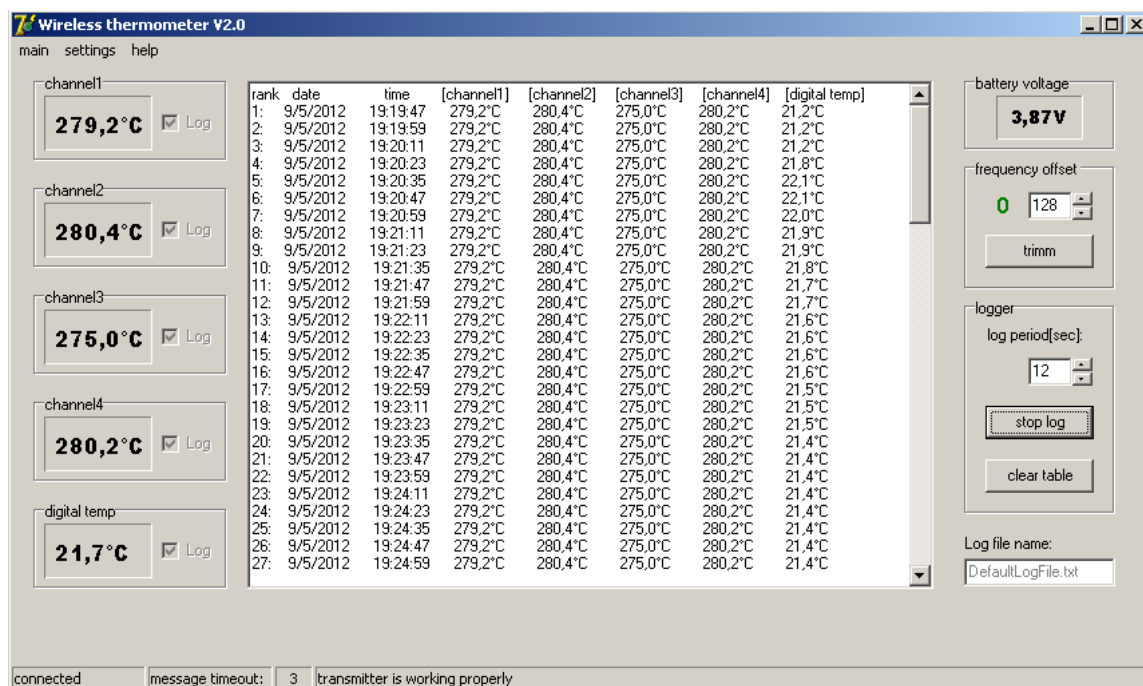 Wireless thermometer V2.0
main settings help
channel1
279,2°C Log
channel2
280,4°C Log
channel3
275,0°C Log
channel4
280,2°C Log
digital temp
21,7°C Log
rank date time [channel1] [channel2] [channel3] [channel4] [digital temp]
1: 9/5/2012 19:19:47 279,2°C 280,4°C 275,0°C 280,2°C 21,2°C
2: 9/5/2012 19:19:59 279,2°C 280,4°C 275,0°C 280,2°C 21,2°C
3: 9/5/2012 19:20:11 279,2°C 280,4°C 275,0°C 280,2°C 21,2°C
4: 9/5/2012 19:20:23 279,2°C 280,4°C 275,0°C 280,2°C 21,8°C
5: 9/5/2012 19:20:35 279,2°C 280,4°C 275,0°C 280,2°C 22,1°C
6: 9/5/2012 19:20:47 279,2°C 280,4°C 275,0°C 280,2°C 22,1°C
7: 9/5/2012 19:20:59 279,2°C 280,4°C 275,0°C 280,2°C 22,0°C
8: 9/5/2012 19:21:11 279,2°C 280,4°C 275,0°C 280,2°C 21,9°C
9: 9/5/2012 19:21:23 279,2°C 280,4°C 275,0°C 280,2°C 21,9°C
10: 9/5/2012 19:21:35 279,2°C 280,4°C 275,0°C 280,2°C 21,8°C
11: 9/5/2012 19:21:47 279,2°C 280,4°C 275,0°C 280,2°C 21,7°C
12: 9/5/2012 19:21:59 279,2°C 280,4°C 275,0°C 280,2°C 21,7°C
13: 9/5/2012 19:22:11 279,2°C 280,4°C 275,0°C 280,2°C 21,6°C
14: 9/5/2012 19:22:23 279,2°C 280,4°C 275,0°C 280,2°C 21,6°C
15: 9/5/2012 19:22:35 279,2°C 280,4°C 275,0°C 280,2°C 21,6°C
16: 9/5/2012 19:22:47 279,2°C 280,4°C 275,0°C 280,2°C 21,6°C
17: 9/5/2012 19:22:59 279,2°C 280,4°C 275,0°C 280,2°C 21,5°C
18: 9/5/2012 19:23:11 279,2°C 280,4°C 275,0°C 280,2°C 21,5°C
19: 9/5/2012 19:23:23 279,2°C 280,4°C 275,0°C 280,2°C 21,5°C
20: 9/5/2012 19:23:35 279,2°C 280,4°C 275,0°C 280,2°C 21,4°C
21: 9/5/2012 19:23:47 279,2°C 280,4°C 275,0°C 280,2°C 21,4°C
22: 9/5/2012 19:23:59 279,2°C 280,4°C 275,0°C 280,2°C 21,4°C
23: 9/5/2012 19:24:11 279,2°C 280,4°C 275,0°C 280,2°C 21,4°C
24: 9/5/2012 19:24:23 279,2°C 280,4°C 275,0°C 280,2°C 21,4°C
25: 9/5/2012 19:24:35 279,2°C 280,4°C 275,0°C 280,2°C 21,4°C
26: 9/5/2012 19:24:47 279,2°C 280,4°C 275,0°C 280,2°C 21,4°C
27: 9/5/2012 19:24:59 279,2°C 280,4°C 275,0°C 280,2°C 21,4°C
battery voltage
3,87V
frequency offset
0 128
trimm
logger
log period[sec]:
12
stop log
clear table
Log file name:
DefaultLogFile.txt
connected message timeout: 3 transmitter is working properly